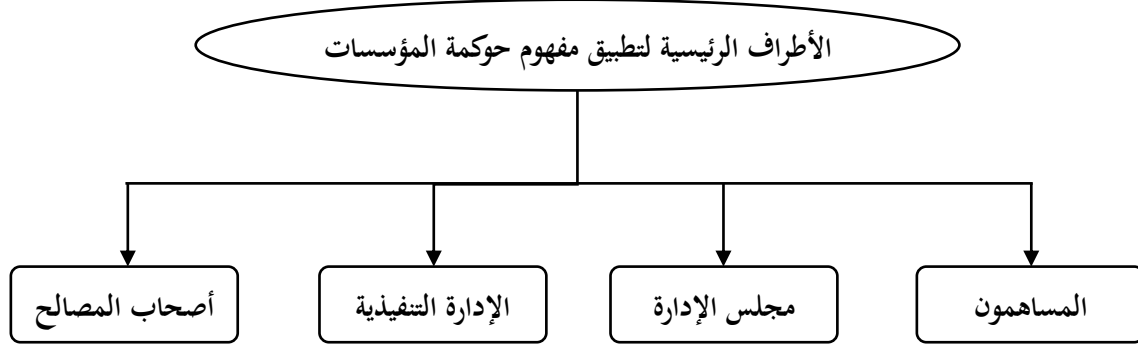 الأطراف الرئيسية لتطبيق مفهوم حوكمة المؤسسات
المساهمون
مجلس الإدارة
الإدارة التنفيذية
أصحاب المصالح